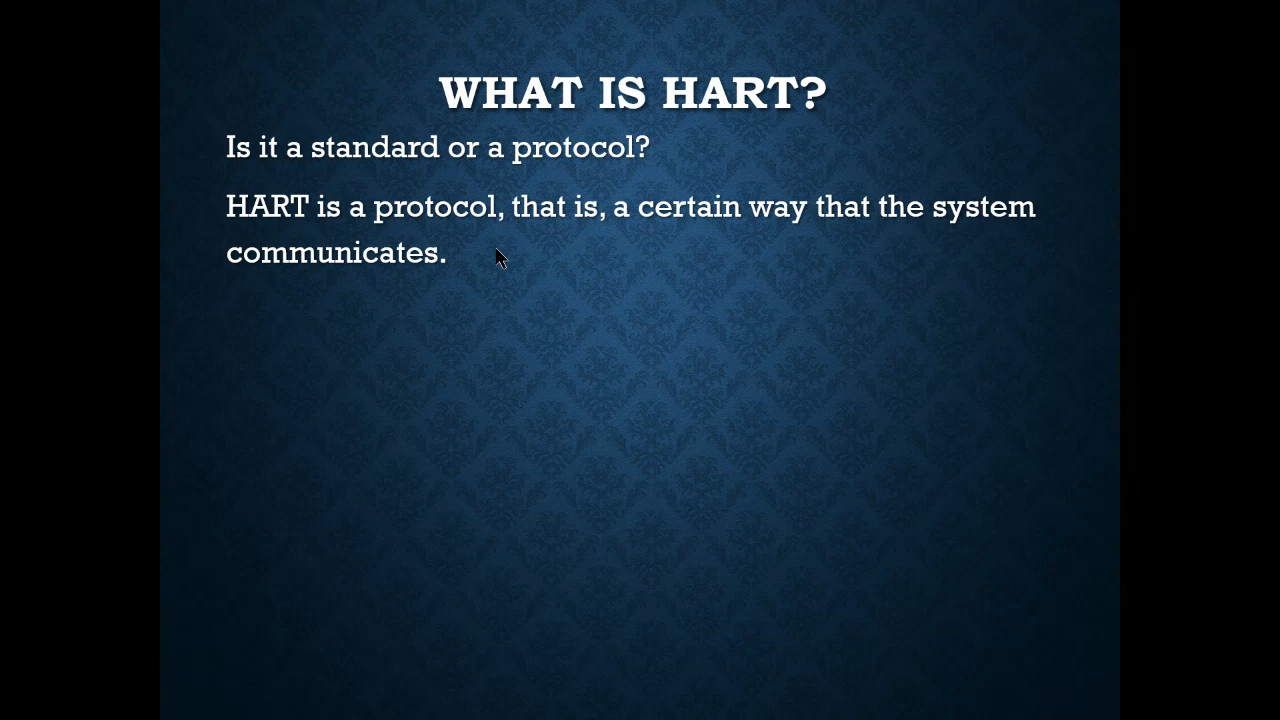 WHAT IS HART?
Is it a standard or a protocol?
HART is a protocol, that is, a certain way that the system
communicates.